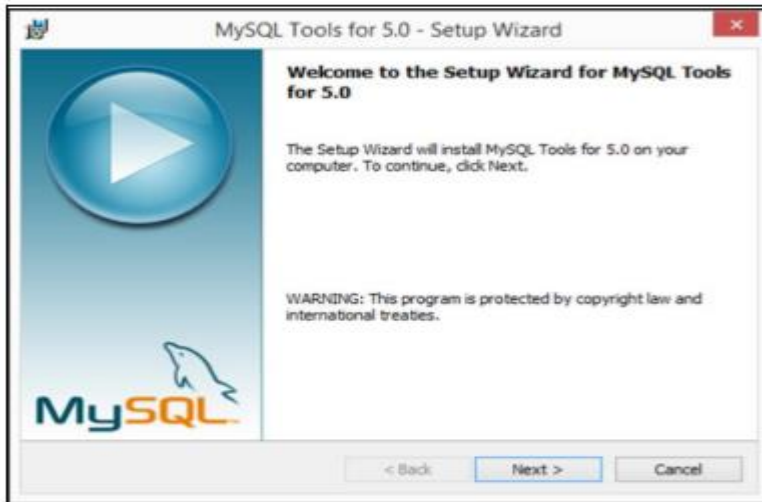 MySQL Tools for 5.0 - Setup Wizard
Welcome to the Setup Wizard for MySQL Tools
for 5.0
The Setup Wizard will install MySQL Tools for 5.0 on your
computer. To continue, click Next.
WARNING: This program is protected by copyright law and
international treaties.
MySQL
< Back
Next >
Cancel